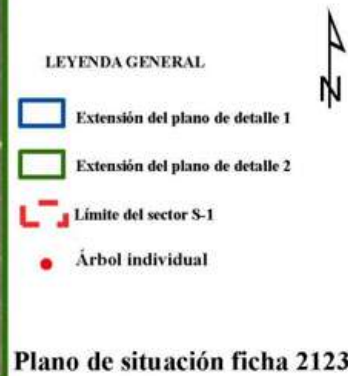 N
LEYENDA GENERAL
Extensión del plano de detalle 1
Extensión del plano de detalle 2
Límite del sector S-1
Árbol individual
Plano de situación ficha 2123